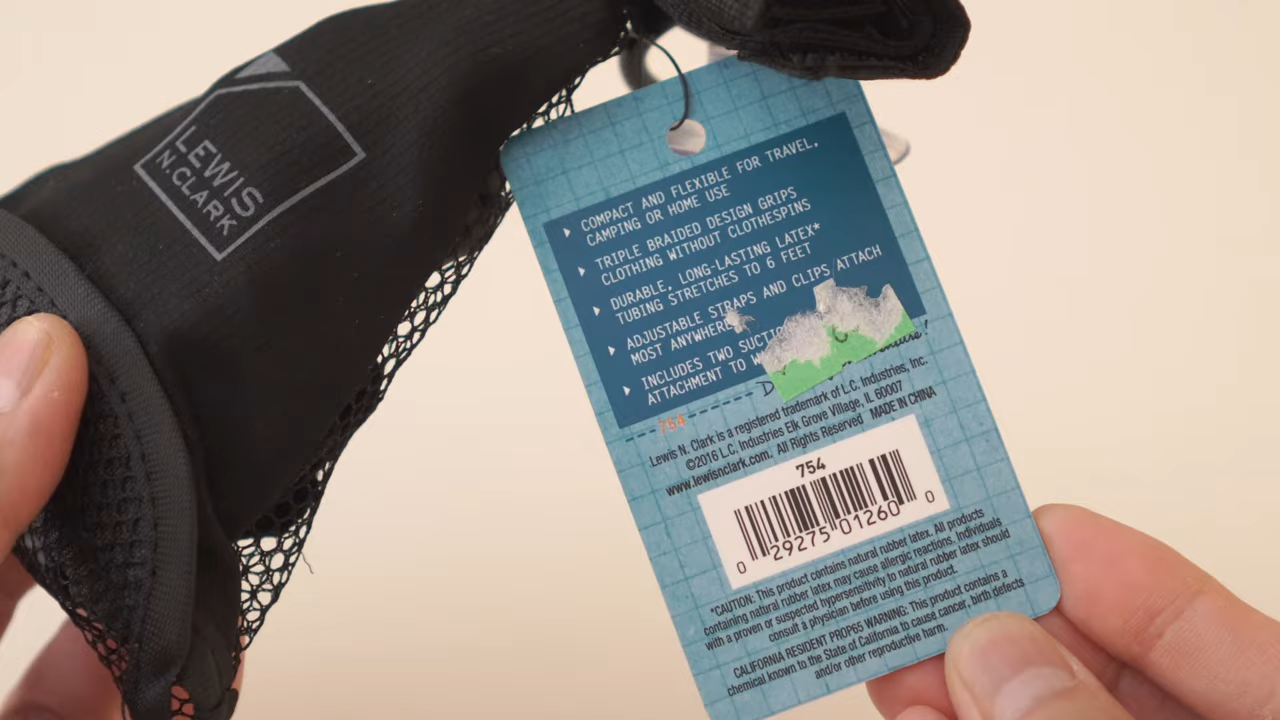 LEWIS
N.CLARK
COMPACT AND FLEXIBLE FOR TRAVEL,
CAMPING OR HOME USE
TRIPLE BRAIDED DESIGN GRIPS
CLOTHING WITHOUT CLOTHESPINS
DURABLE, LONG-LASTING LATEX*
TUBING STRETCHES TO 6 FEET
ADJUSTABLE STRAPS AND CLIPS ATTACH
MOST ANYWHERE
INCLUDES TWO
ATTACHMENT TO
754
Lewis N. Clark is a registered trademark of L.C. Industries, Inc.
©2016 L.C. Industries Elk Grove Village, IL 60007
www.lewisnclark.com. All Rights Reserved MADE IN CHINA
754
0 29275 01260 0
*CAUTION: This product contains natural rubber latex. All products
containing natural rubber latex may cause allergic reactions. Individuals
with a proven or suspected hypersensitivity to natural rubber latex should
consult a physician before using this product.
CALIFORNIA RESIDENT PROP65 WARNING: This product contains a
chemical known to the State of California to cause cancer, birth defects
and/or other reproductive harm.